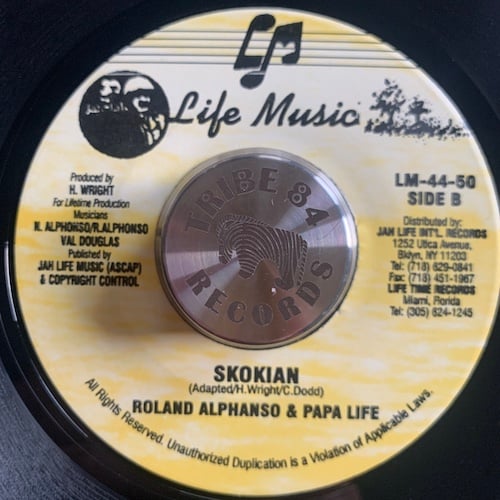 LM
Life Music
Produced by
H. WRIGHT
For Lifetime Production
Musicians
N. ALPHONSO/R.ALPHONSO
VAL DOUGLAS
Published by
JAH LIFE MUSIC (ASCAP)
& COPYRIGHT CONTROL
TRIBE 84
RECORDS
LM-44-50
SIDE B
Distributed by:
JAH LIFE INT'L RECORDS
1252 Utica Avenue,
Bklyn, NY 11203
Tel: (718) 629-0841
Fax: (718) 451-1967
LIFE TIME RECORDS
Miami, Florida
Tel: (305) 624-1245
SKOKIAN
(Adapted/H.Wright/C.Dodd)
ROLAND ALPHANSO & PAPA LIFE
All Rights Reserved. Unauthorized Duplication is a Violation of Applicable Laws.